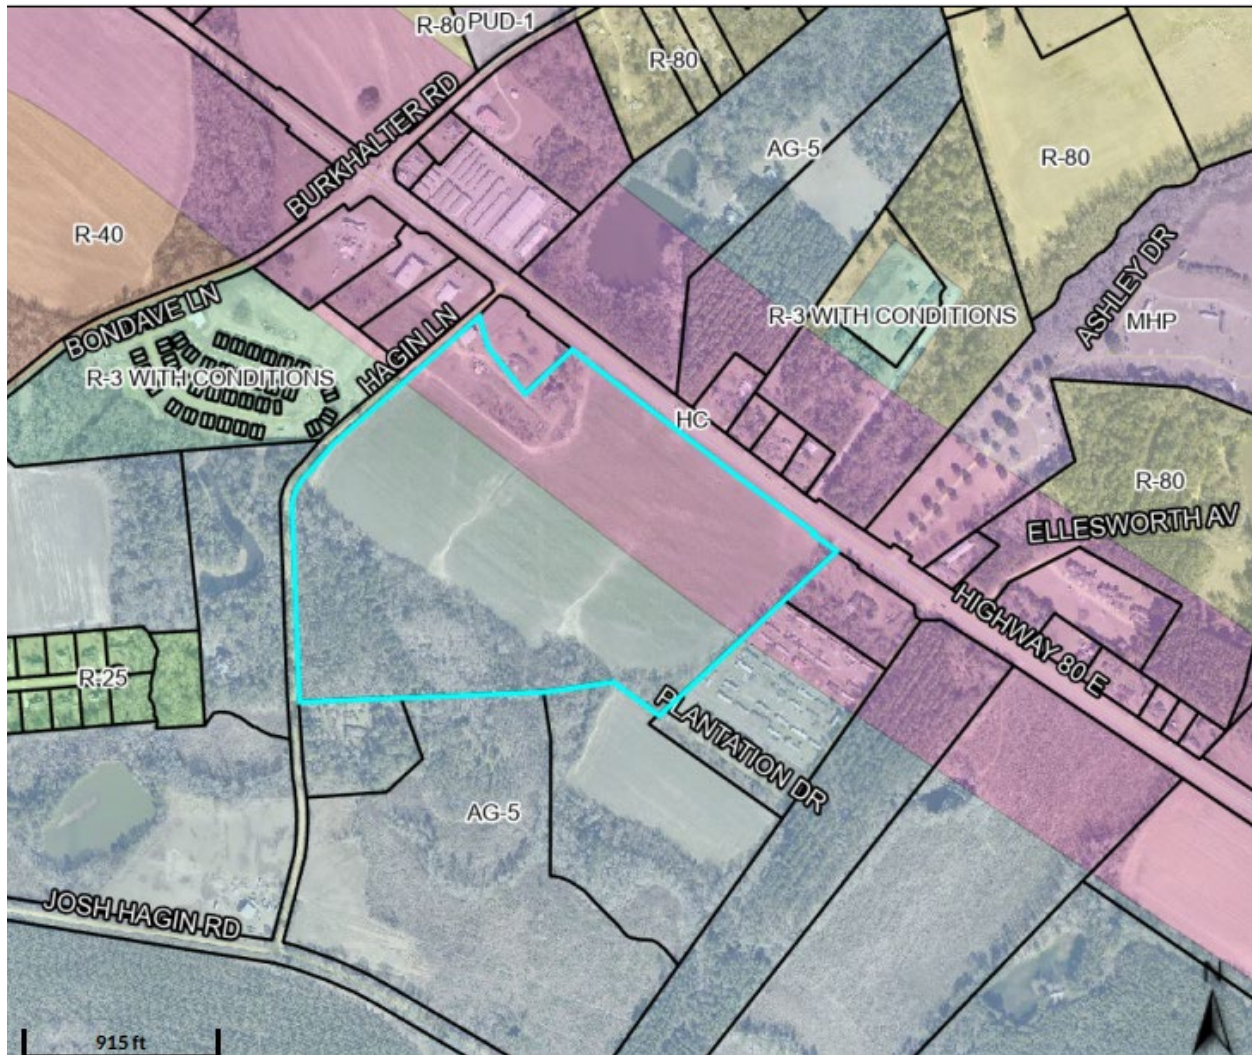 R-80
PUD-1
R-80
BURKHALTER RD
AG-5
R-80
R-40
ASHLEY DR
BONDAVE LN
HAGIN LN
R-3 WITH CONDITIONS
MHP
R-3 WITH CONDITIONS
HC
R-80
ELLESWORTH AV
HIGHWAY 80 E
R-25
PLANTATION DR
AG-5
JOSH HAGIN RD
N
915 ft